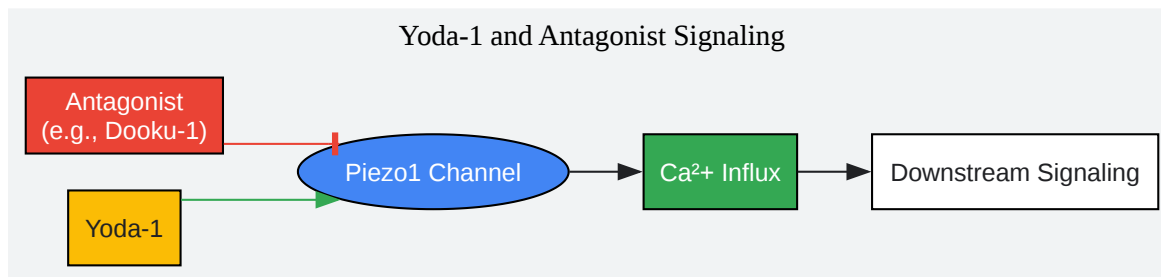 Yoda-1 and Antagonist Signaling
Antagonist
(e.g., Dooku-1)
Piezo1 Channel
Ca²+ Influx
Downstream Signaling
Yoda-1